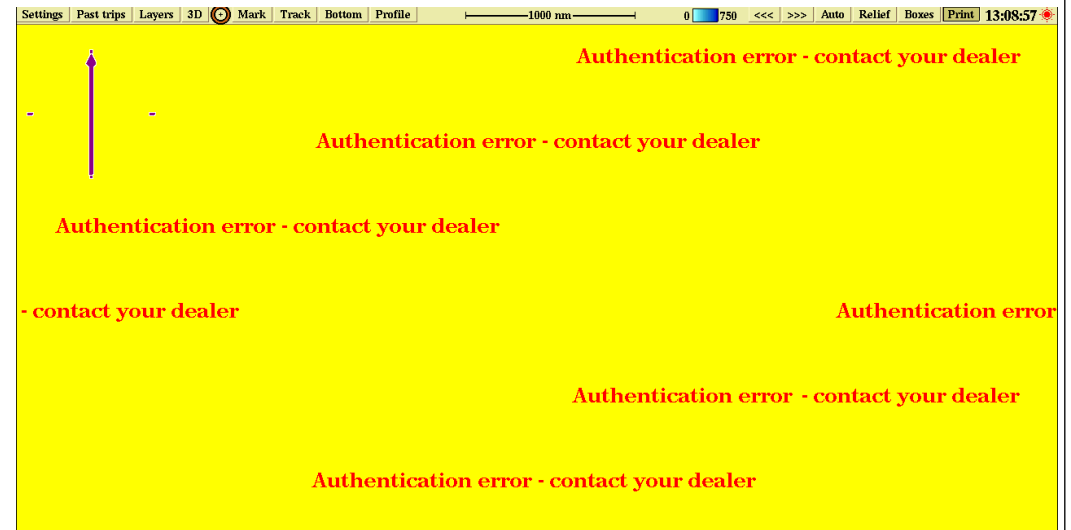 Settings Past trips Layers 3D Mark Track Bottom Profile 1000 nm 0 750 <<< >>> Auto Relief Boxes Print 13:08:57
Authentication error - contact your dealer
Authentication error - contact your dealer
Authentication error - contact your dealer
- contact your dealer Authentication error
Authentication error - contact your dealer
Authentication error - contact your dealer